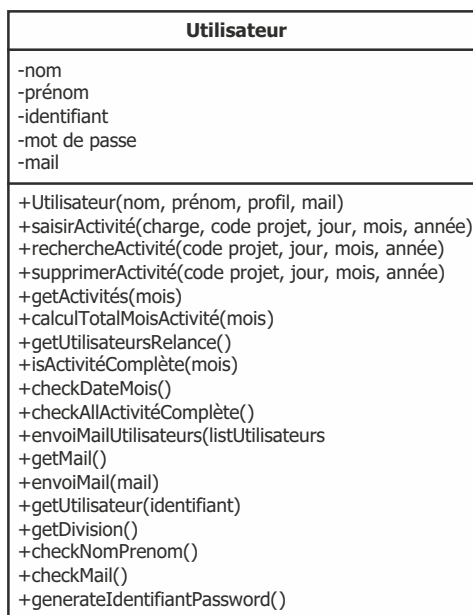 Utilisateur
-nom
-prénom
-identifiant
-mot de passe
-mail
+Utilisateur(nom, prénom, profil, mail)
+saisirActivité(charge, code projet, jour, mois, année)
+rechercheActivité(code projet, jour, mois, année)
+supprimerActivité(code projet, jour, mois, année)
+getActivités(mois)
+calculTotalMoisActivité(mois)
+getUtilisateursRelance()
+isActivitéComplète(mois)
+checkDateMois()
+checkAllActivitéComplète()
+envoiMailUtilisateurs(listUtilisateurs
+getMail()
+envoiMail(mail)
+getUtilisateur(identifiant)
+getDivision()
+checkNomPrenom()
+checkMail()
+generateIdentifiantPassword()